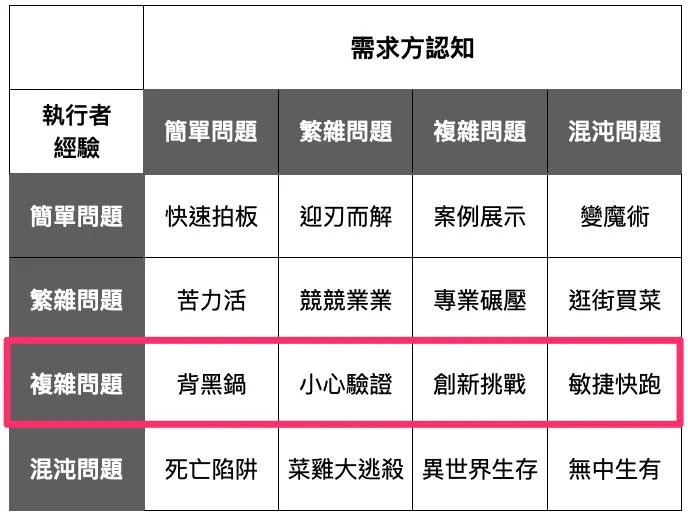 需求方認知
執行者
經驗
簡單問題 繁雜問題 複雜問題 混沌問題
簡單問題 快速拍板 迎刃而解 案例展示 變魔術
繁雜問題 苦力活 競競業業 專業碾壓 逛街買菜
複雜問題 背黑鍋 小心驗證 創新挑戰 敏捷快跑
混沌問題 死亡陷阱 菜雞大逃殺 異世界生存 無中生有